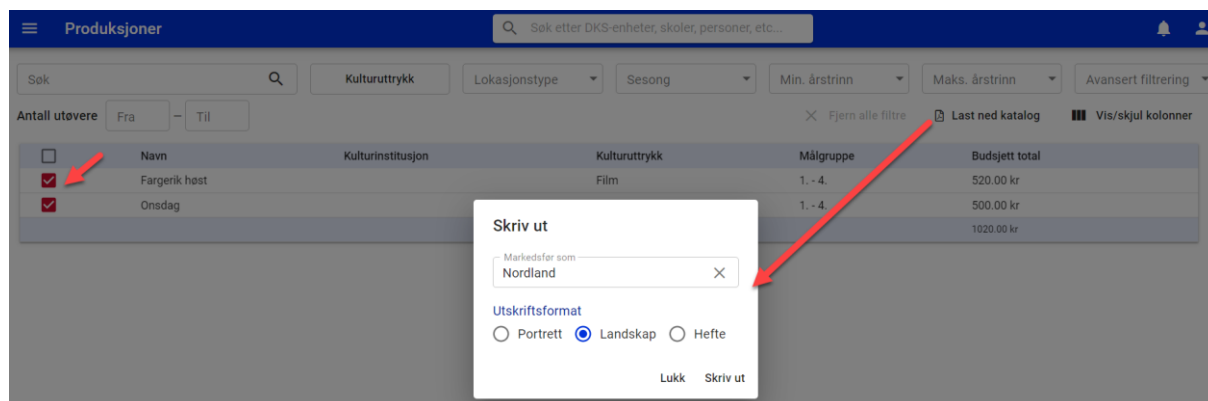 Produksjoner
Søk etter DKS-enheter, skoler, personer, etc...
Søk Kulturuttrykk Lokasjonstype Sesong Min. årstrinn Maks. årstrinn Avansert filtrering
Antall utøvere Fra – Til Fjern alle filtre Last ned katalog Vis/skjul kolonner
Navn Kulturinstitusjon Kulturuttrykk Målgruppe Budsjett total
Fargerik høst Film 1. - 4. 520.00 kr
Onsdag 1. - 4. 500.00 kr
1020.00 kr
Skriv ut
Markedsfør som
Nordland
Utskriftsformat
Portrett Landskap Hefte
Lukk Skriv ut